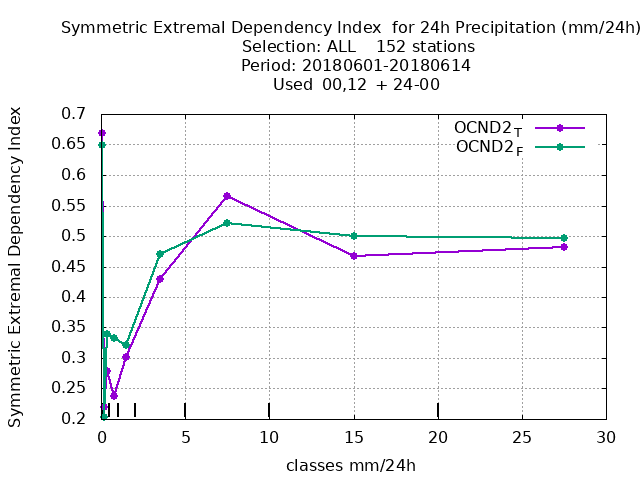 Symmetric Extremal Dependency Index  for 24h Precipitation (mm/24h)
Selection: ALL    152 stations
Period: 20180601-20180614
Used  00,12  + 24-00
Symmetric Extremal Dependency Index
0.7
0.65
0.6
0.55
0.5
0.45
0.4
0.35
0.3
0.25
0.2
OCND2T
OCND2F
0 5 10 15 20 25 30
classes mm/24h